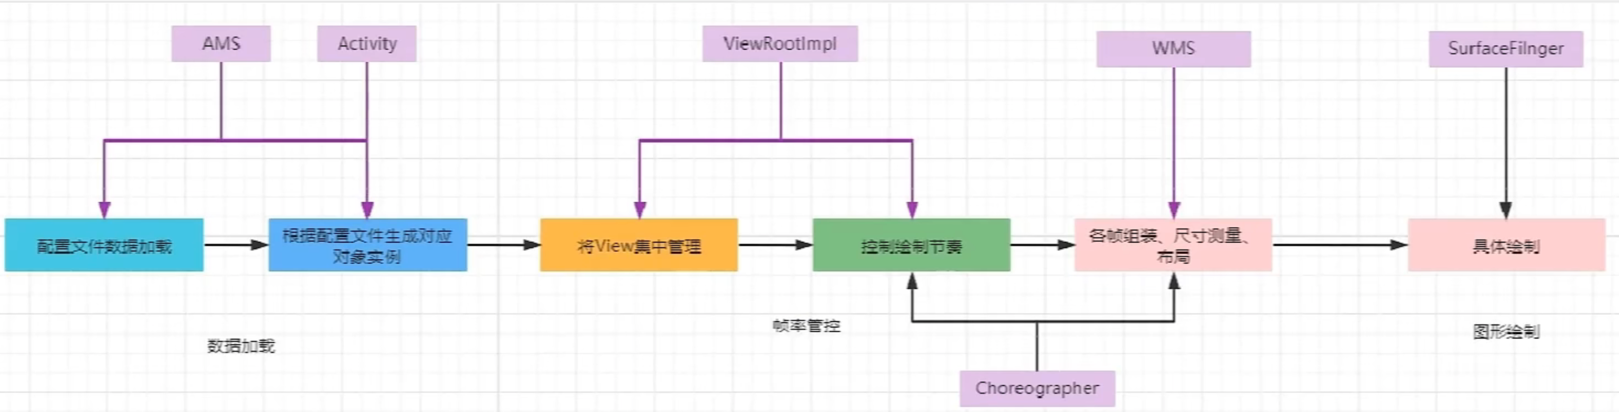 AMS
Activity
ViewRootImpl
WMS
SurfaceFilnger
配置文件数据加载
根据配置文件生成对应
对象实例
将View集中管理
控制绘制节奏
各帧组装、尺寸测量、
布局
具体绘制
数据加载
帧率管控
图形绘制
Choreographer